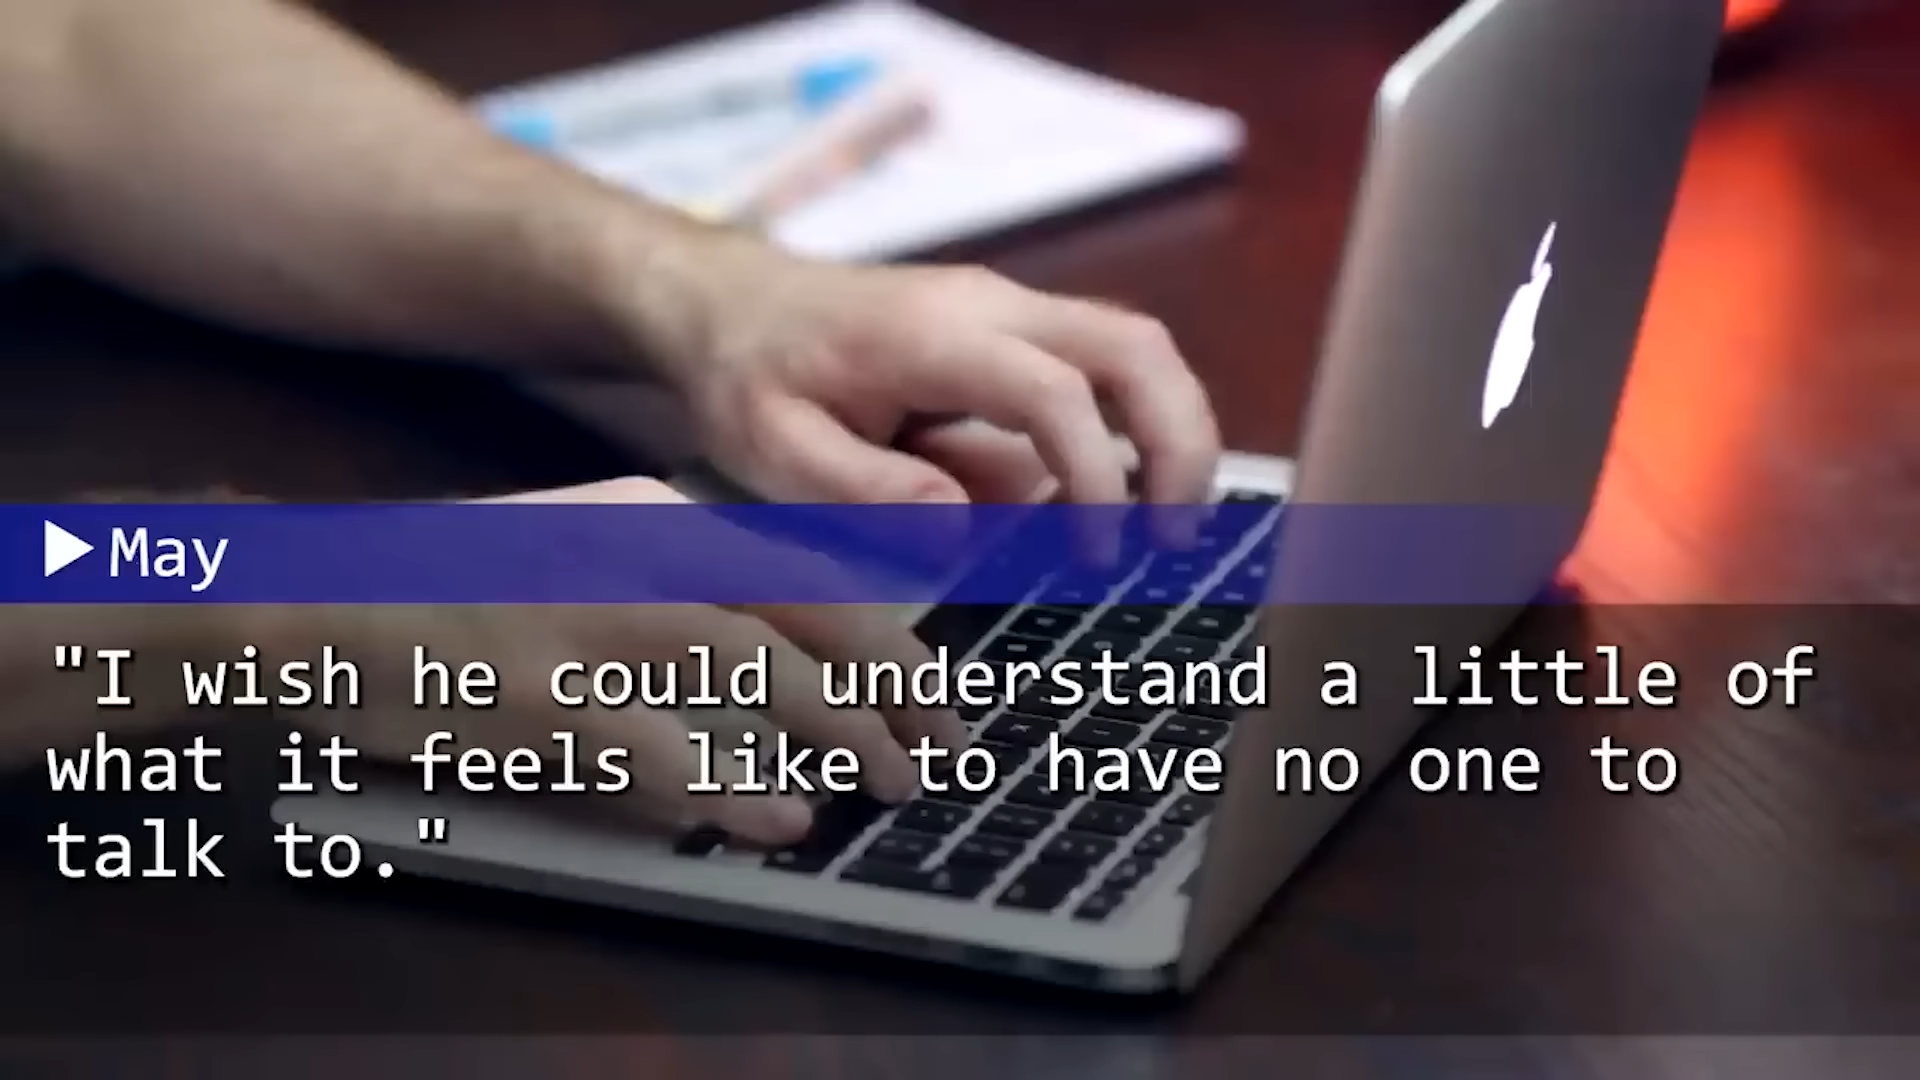 May
"I wish he could understand a little of
what it feels like to have no one to
talk to."